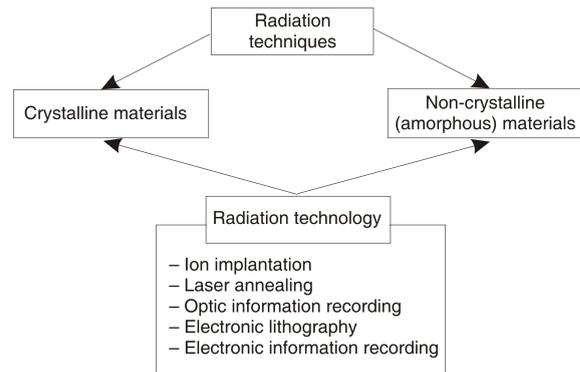 Radiation
techniques
Crystalline materials
Non-crystalline
(amorphous) materials
Radiation technology
– Ion implantation
– Laser annealing
– Optic information recording
– Electronic lithography
– Electronic information recording